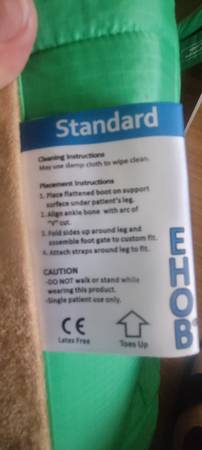 Standard
Cleaning Instructions
May use damp cloth to wipe clean.
Placement Instructions
1. Place flattened boot on support
surface under patient's leg.
2. Align ankle bone with arc of
"V" cut.
3. Fold sides up around leg and
assemble foot gate to custom fit.
4. Attach straps around leg to fit.
CAUTION
-DO NOT walk or stand while
wearing this product.
-Single patient use only.
CE
Latex Free
Toes Up
EHOB